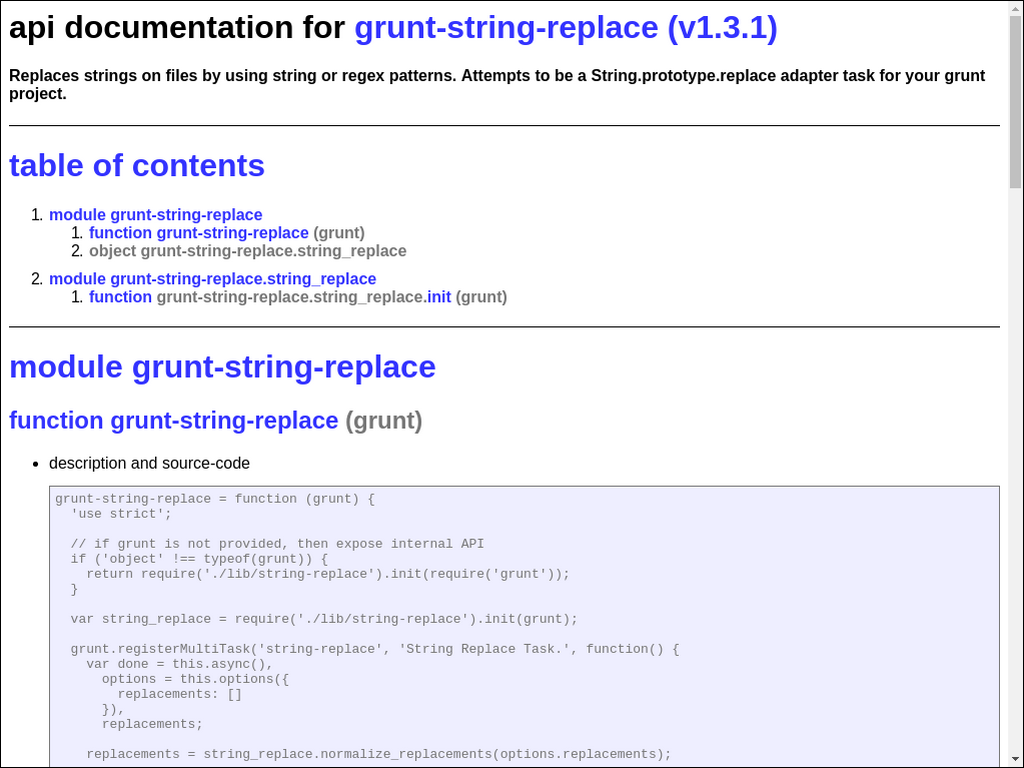 api documentation for grunt-string-replace (v1.3.1)
Replaces strings on files by using string or regex patterns. Attempts to be a String.prototype.replace adapter task for your grunt
project.
table of contents
1. module grunt-string-replace
1. function grunt-string-replace (grunt)
2. object grunt-string-replace.string_replace
2. module grunt-string-replace.string_replace
1. function grunt-string-replace.string_replace.init (grunt)
module grunt-string-replace
function grunt-string-replace (grunt)
• description and source-code
grunt-string-replace = function (grunt) {
  'use strict';
  // if grunt is not provided, then expose internal API
  if ('object' !== typeof(grunt)) {
    return require('./lib/string-replace').init(require('grunt'));
  }
  var string_replace = require('./lib/string-replace').init(grunt);
  grunt.registerMultiTask('string-replace', 'String Replace Task.', function() {
    var done = this.async(),
      options = this.options({
        replacements: []
      }),
      replacements;
    replacements = string_replace.normalize_replacements(options.replacements);